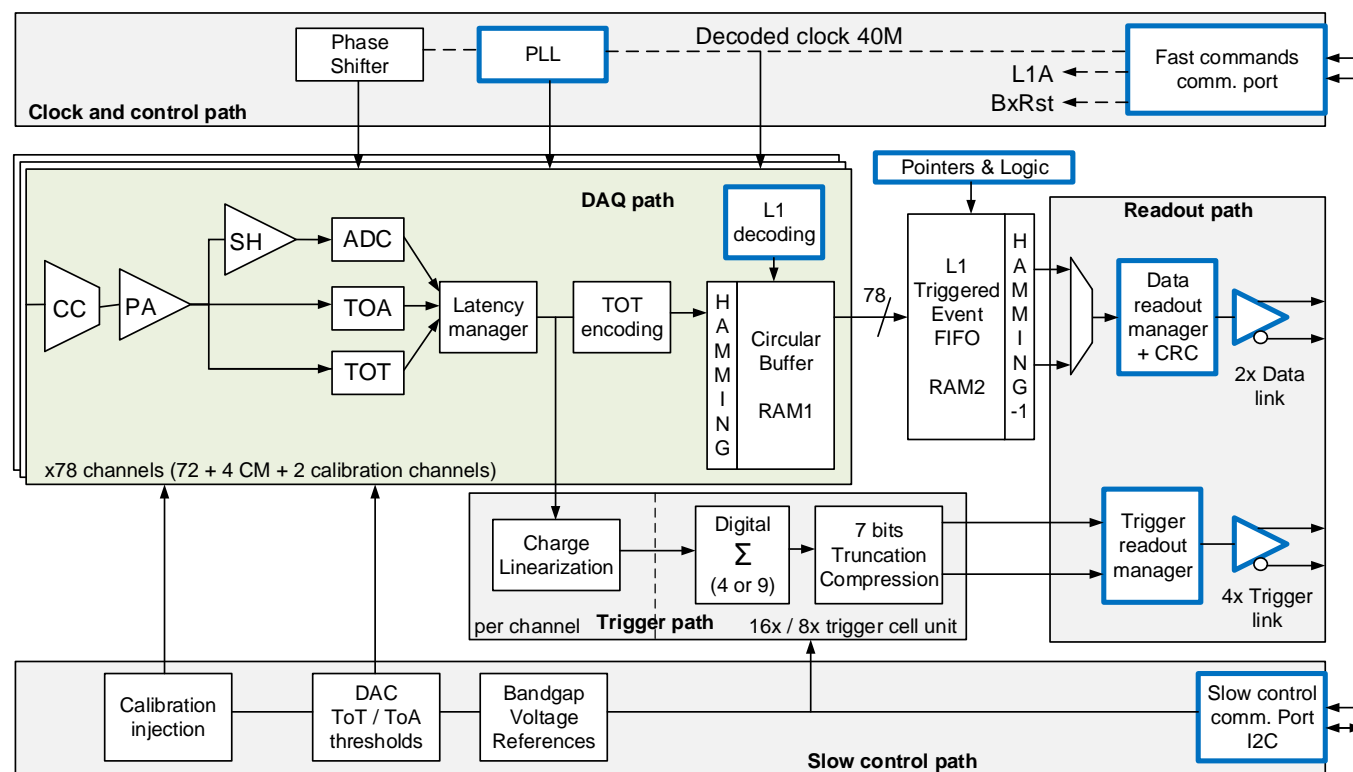 Phase
Shifter
PLL
Decoded clock 40M
L1A
BxRst
Fast commands
comm. port
Clock and control path
DAQ path
L1
decoding
CC
PA
SH
ADC
TOA
TOT
Latency
manager
TOT
encoding
HAMMING
Circular
Buffer
RAM1
x78 channels (72 + 4 CM + 2 calibration channels)
78
Pointers & Logic
L1
Triggered
Event
FIFO
RAM2
HAMMING-1
Readout path
Data
readout
manager
+ CRC
2x Data
link
Charge
Linearization
Digital
Σ
(4 or 9)
7 bits
Truncation
Compression
per channel
Trigger path
16x / 8x trigger cell unit
Trigger
readout
manager
4x Trigger
link
Calibration
injection
DAC
ToT / ToA
thresholds
Bandgap
Voltage
References
Slow control
comm. Port
I2C
Slow control path